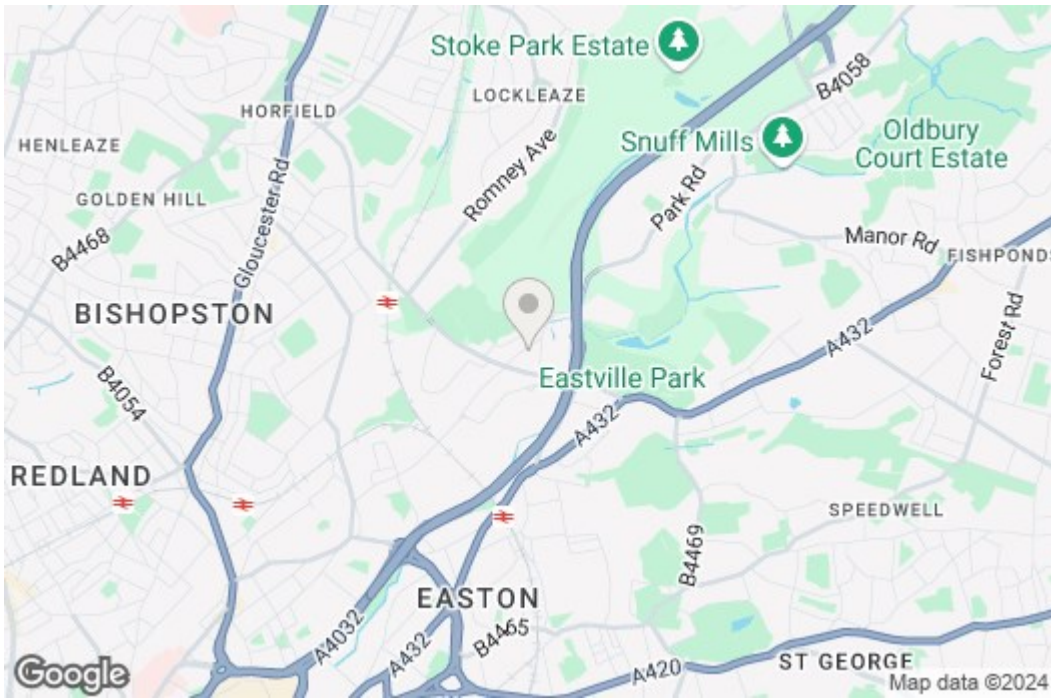 Stoke Park Estate
B4058
LOCKLEAZE
HORFIELD
Snuff Mills
Oldbury
Court Estate
HENLEAZE
Romney Ave
Park Rd
GOLDEN HILL
Gloucester Rd
Manor Rd
B4468
FISHPONDS
BISHOPSTON
Forest Rd
A432
Eastville Park
B4054
A432
REDLAND
SPEEDWELL
B4469
EASTON
A4032
B4465
A432
A420
ST GEORGE
Google
Map data ©2024